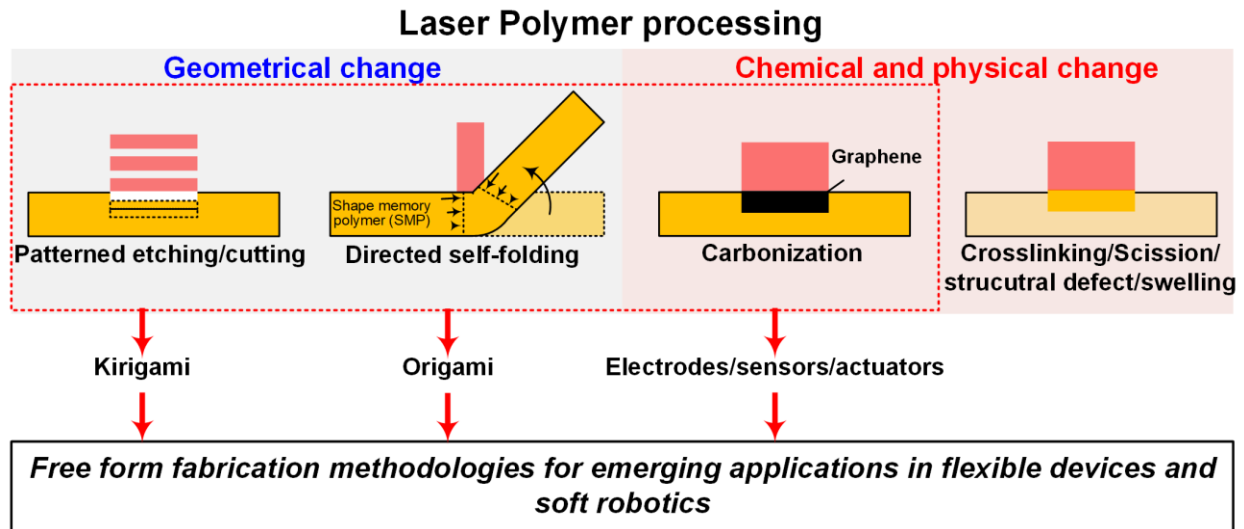 Laser Polymer processing
Geometrical change
Chemical and physical change
Graphene
Shape memory
polymer (SMP)
Patterned etching/cutting
Directed self-folding
Carbonization
Crosslinking/Scission/
strucutral defect/swelling
Kirigami
Origami
Electrodes/sensors/actuators
Free form fabrication methodologies for emerging applications in flexible devices and
soft robotics